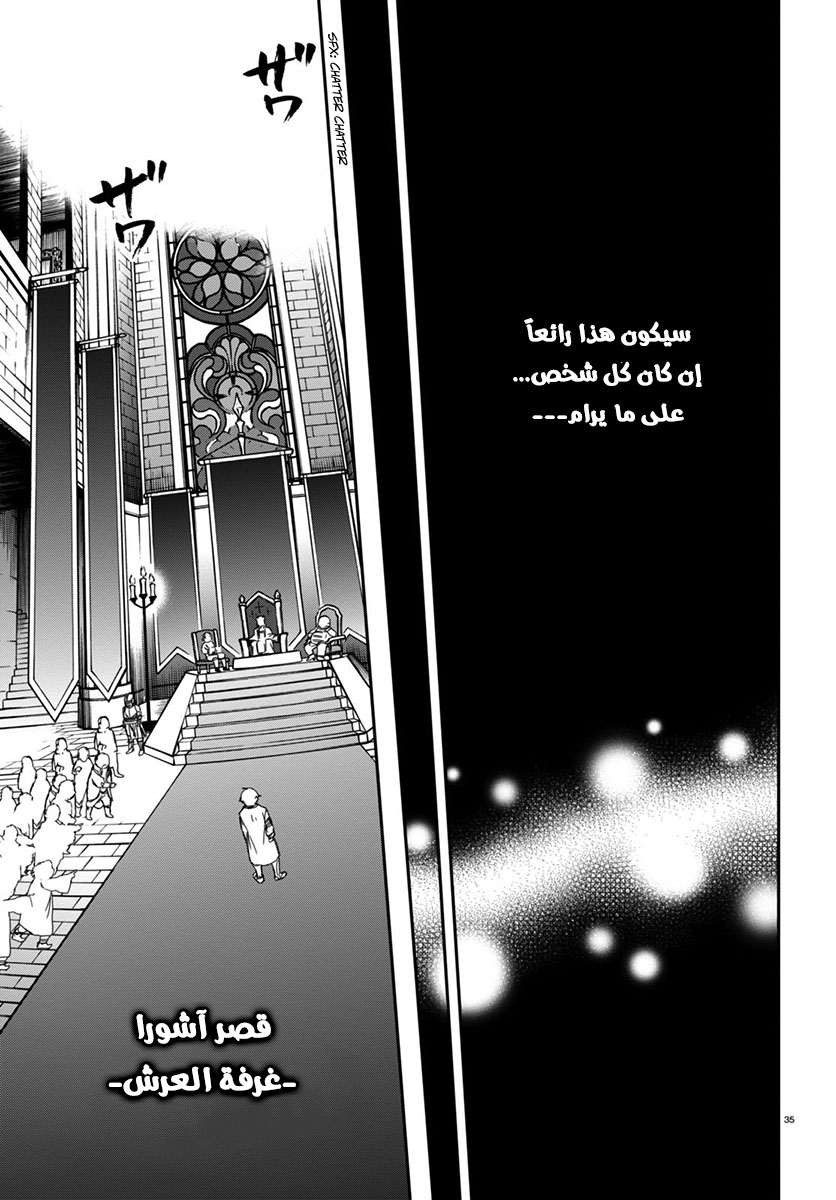 سيكون هذا رائعاً
إن كان كل شخص...
على ما يرام---
SFX: CHATTER CHATTER
ザワ
ザワ
قصر آشورا
-غرفة العرش-
35